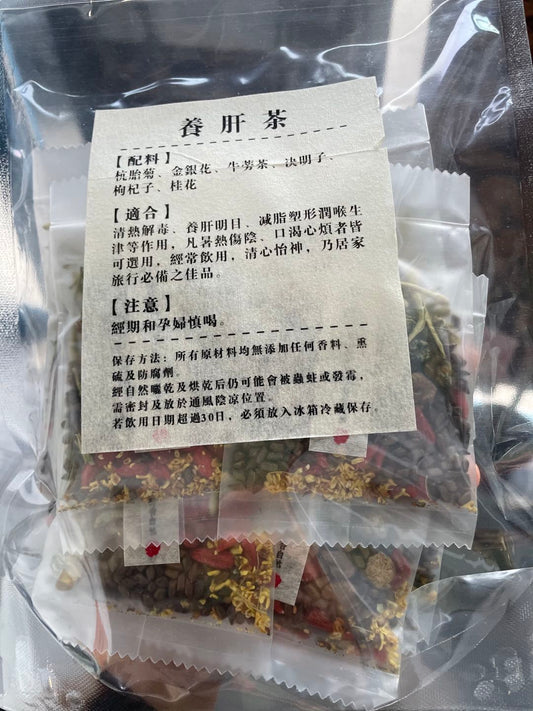 養肝茶
【配料】
杭胎菊、金銀花、牛蒡茶、決明子、
枸杞子、桂花
【適合】
清熱解毒、養肝明目、減脂塑形潤喉生
津等作用，凡暑熱傷陰、口渴心煩者皆
可選用，經常飲用，清心怡神，乃居家
旅行必備之佳品。
【注意】
經期和孕婦慎喝。
保存方法：所有原材料均無添加任何香料、熏
硫及防腐劑。
經自然曬乾及烘乾后仍可能會被蟲蛀或發霉，
需密封及放於通風陰涼位置。
若飲用日期超過30日，必須放入冰箱冷藏保存。